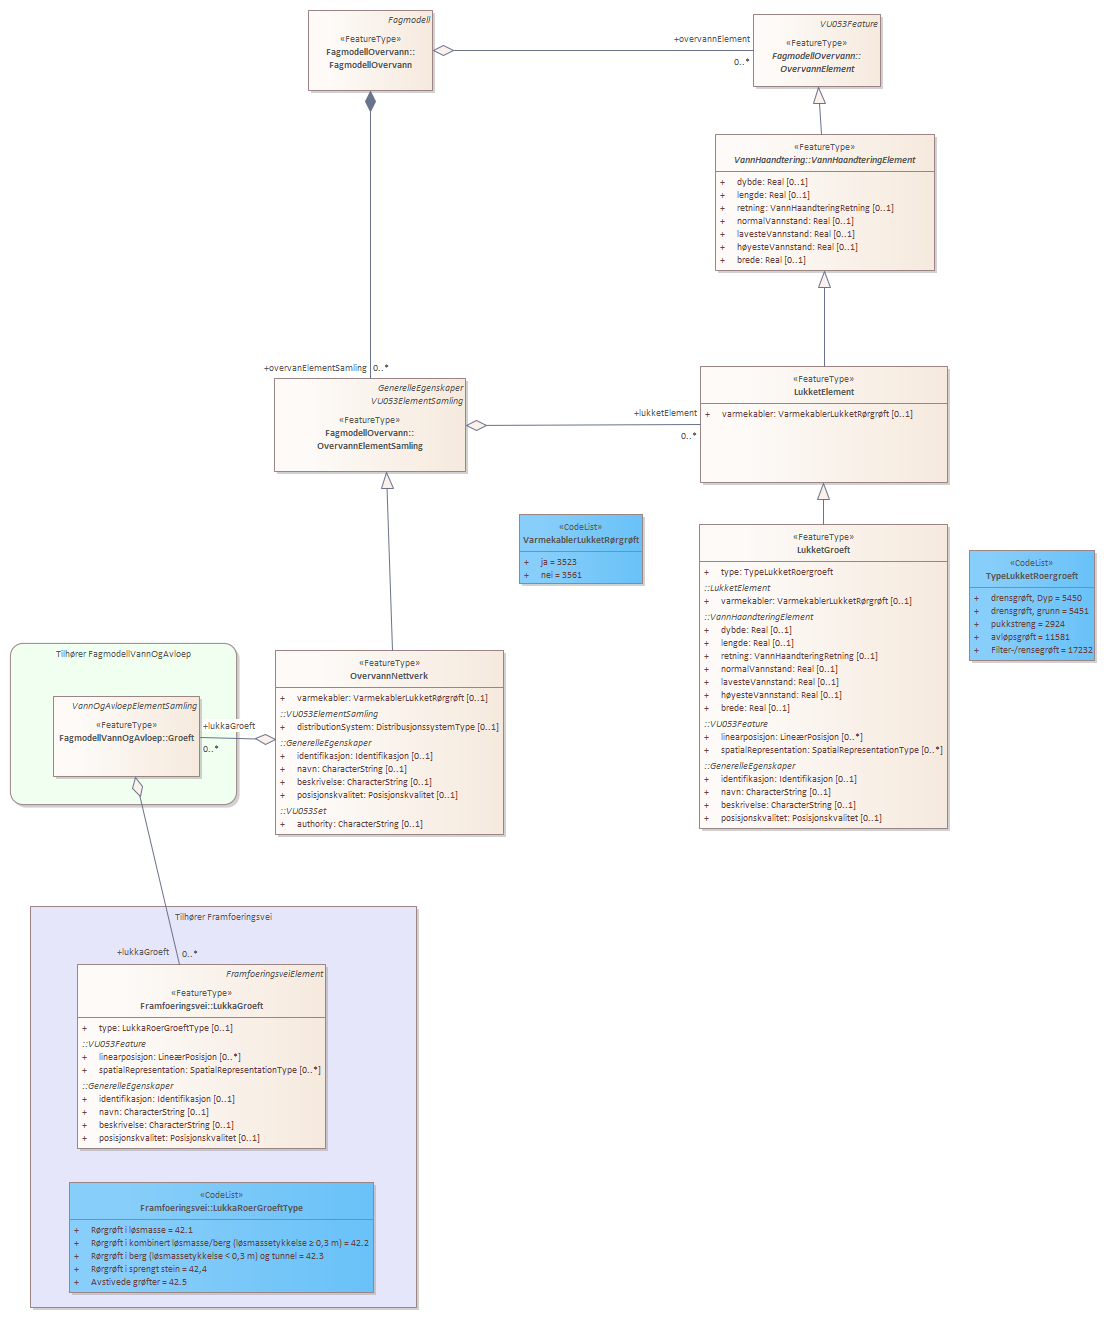 Fagmodell
«FeatureType»
FagmodellOvervann::
FagmodellOvervann
+overvannElement
0..*
VU053Feature
«FeatureType»
FagmodellOvervann::
OvervannElement
«FeatureType»
VannHaandtering::VannHaandteringElement
+ dybde: Real [0..1]
+ lengde: Real [0..1]
+ retning: VannHaandteringRetning [0..1]
+ normalVannstand: Real [0..1]
+ lavesteVannstand: Real [0..1]
+ høyesteVannstand: Real [0..1]
+ brede: Real [0..1]
+overvanElementSamling 0..*
GenerelleEgenskaper
VU053ElementSamling
«FeatureType»
FagmodellOvervann::
OvervannElementSamling
+lukketElement
0..*
«FeatureType»
LukketElement
+ varmekabler: VarmekablerLukketRørgrøft [0..1]
«CodeList»
VarmekablerLukketRørgrøft
+ ja = 3523
+ nei = 3561
«FeatureType»
LukketGroeft
+ type: TypeLukketRoergroeft
::LukketElement
+ varmekabler: VarmekablerLukketRørgrøft [0..1]
::VannHaandteringElement
+ dybde: Real [0..1]
+ lengde: Real [0..1]
+ retning: VannHaandteringRetning [0..1]
+ normalVannstand: Real [0..1]
+ lavesteVannstand: Real [0..1]
+ høyesteVannstand: Real [0..1]
+ brede: Real [0..1]
::VU053Feature
+ linearposisjon: LineærPosisjon [0..*]
+ spatialRepresentation: SpatialRepresentationType [0..*]
::GenerelleEgenskaper
+ identifikasjon: Identifikasjon [0..1]
+ navn: CharacterString [0..1]
+ beskrivelse: CharacterString [0..1]
+ posisjonskvalitet: Posisjonskvalitet [0..1]
«CodeList»
TypeLukketRoergroeft
+ drensgrøft, Dyp = 5450
+ drensgrøft, grunn = 5451
+ pukkstreng = 2924
+ avløpsgrøft = 11581
+ Filter-/rensegrøft = 17232
Tilhører FagmodellVannOgAvloep
VannOgAvloepElementSamling
«FeatureType»
FagmodellVannOgAvloep::Groeft
+lukkaGroeft
0..*
«FeatureType»
OvervannNettverk
+ varmekabler: VarmekablerLukketRørgrøft [0..1]
::VU053ElementSamling
+ distributionSystem: DistribusjonssystemType [0..1]
::GenerelleEgenskaper
+ identifikasjon: Identifikasjon [0..1]
+ navn: CharacterString [0..1]
+ beskrivelse: CharacterString [0..1]
+ posisjonskvalitet: Posisjonskvalitet [0..1]
::VU053Set
+ authority: CharacterString [0..1]
Tilhører Framfoeringsvei
+lukkaGroeft 0..*
FramfoeringsveiElement
«FeatureType»
Framfoeringsvei::LukkaGroeft
+ type: LukkaRoerGroeftType [0..1]
::VU053Feature
+ linearposisjon: LineærPosisjon [0..*]
+ spatialRepresentation: SpatialRepresentationType [0..*]
::GenerelleEgenskaper
+ identifikasjon: Identifikasjon [0..1]
+ navn: CharacterString [0..1]
+ beskrivelse: CharacterString [0..1]
+ posisjonskvalitet: Posisjonskvalitet [0..1]
«CodeList»
Framfoeringsvei::LukkaRoerGroeftType
+ Rørgrøft i løsmasse = 42.1
+ Rørgrøft i kombinert løsmasse/berg (løsmassetykkelse ≥ 0,3 m) = 42.2
+ Rørgrøft i berg (løsmassetykkelse < 0,3 m) og tunnel = 42.3
+ Rørgrøft i sprengt stein = 42,4
+ Avstivede grøfter = 42.5